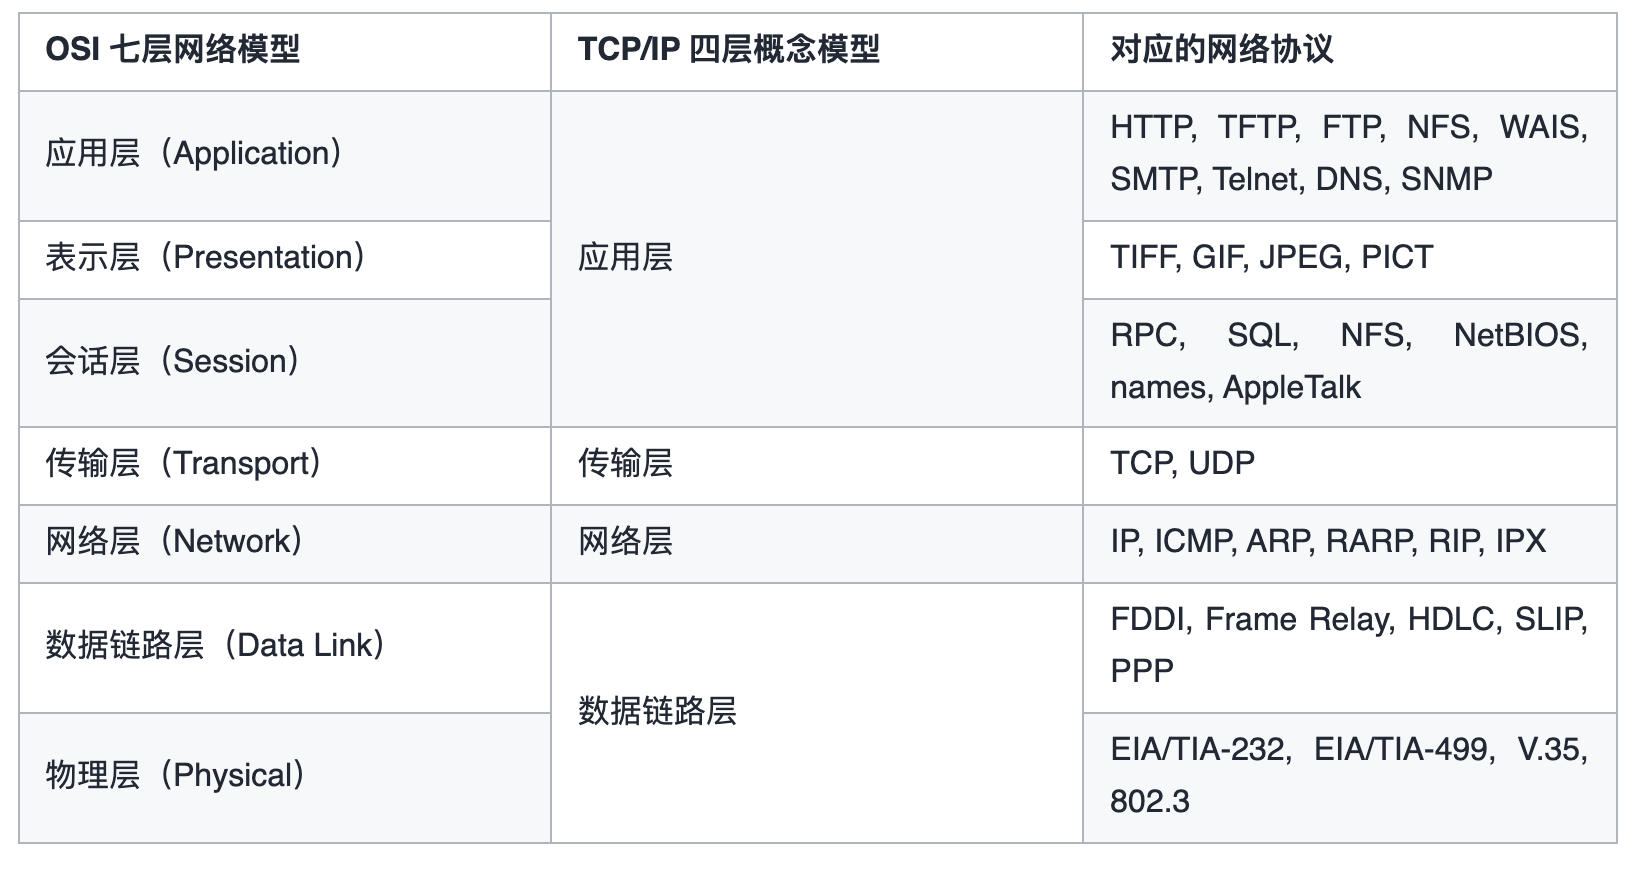 OSI 七层网络模型
TCP/IP 四层概念模型
对应的网络协议
应用层（Application）
应用层
HTTP, TFTP, FTP, NFS, WAIS,
SMTP, Telnet, DNS, SNMP
表示层（Presentation）
TIFF, GIF, JPEG, PICT
会话层（Session）
RPC, SQL, NFS, NetBIOS,
names, AppleTalk
传输层（Transport）
传输层
TCP, UDP
网络层（Network）
网络层
IP, ICMP, ARP, RARP, RIP, IPX
数据链路层（Data Link）
数据链路层
FDDI, Frame Relay, HDLC, SLIP,
PPP
物理层（Physical）
EIA/TIA-232, EIA/TIA-499, V.35,
802.3